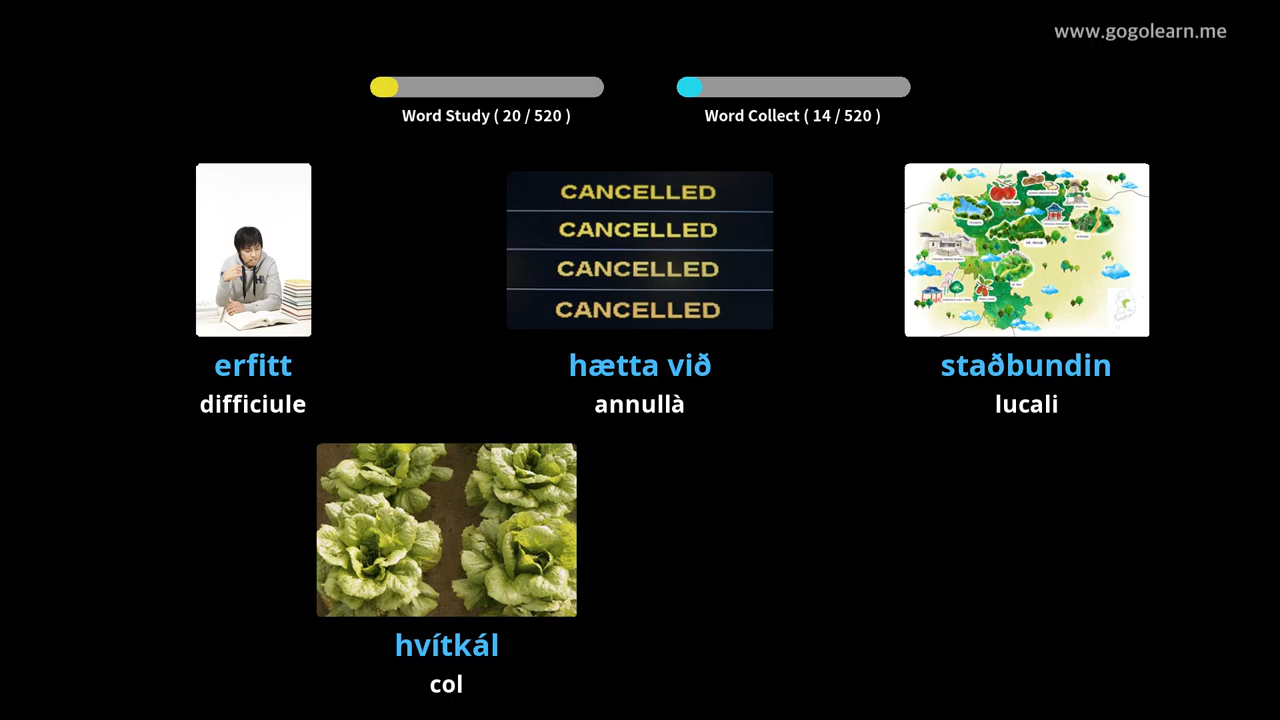 www.gogolearn.me
Word Study ( 20 / 520 )
Word Collect ( 14 / 520 )
CANCELLED
CANCELLED
CANCELLED
CANCELLED
erfitt
difficiule
hætta við
annullà
staðbundin
lucali
hvítkál
col